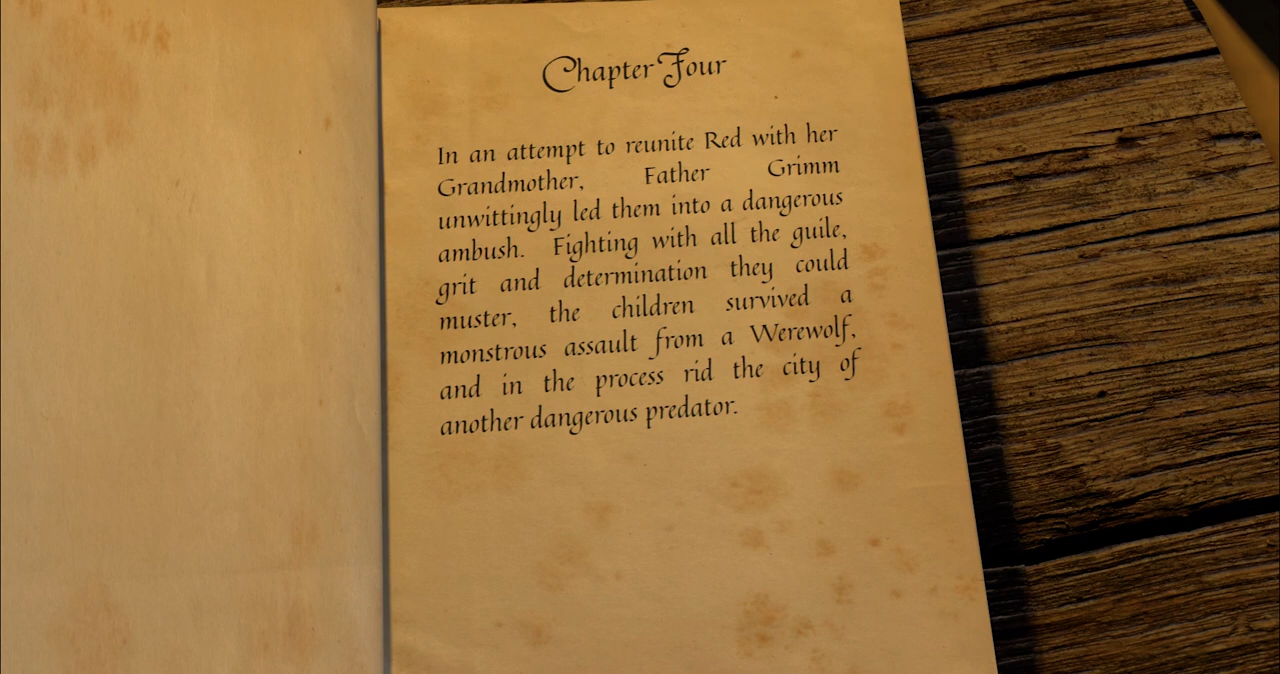 Chapter Four
In an attempt to reunite Red with her
Grandmother, Father Grimm
unwittingly led them into a dangerous
ambush. Fighting with all the guile,
grit and determination they could
muster, the children survived a
monstrous assault from a Werewolf,
and in the process rid the city of
another dangerous predator.